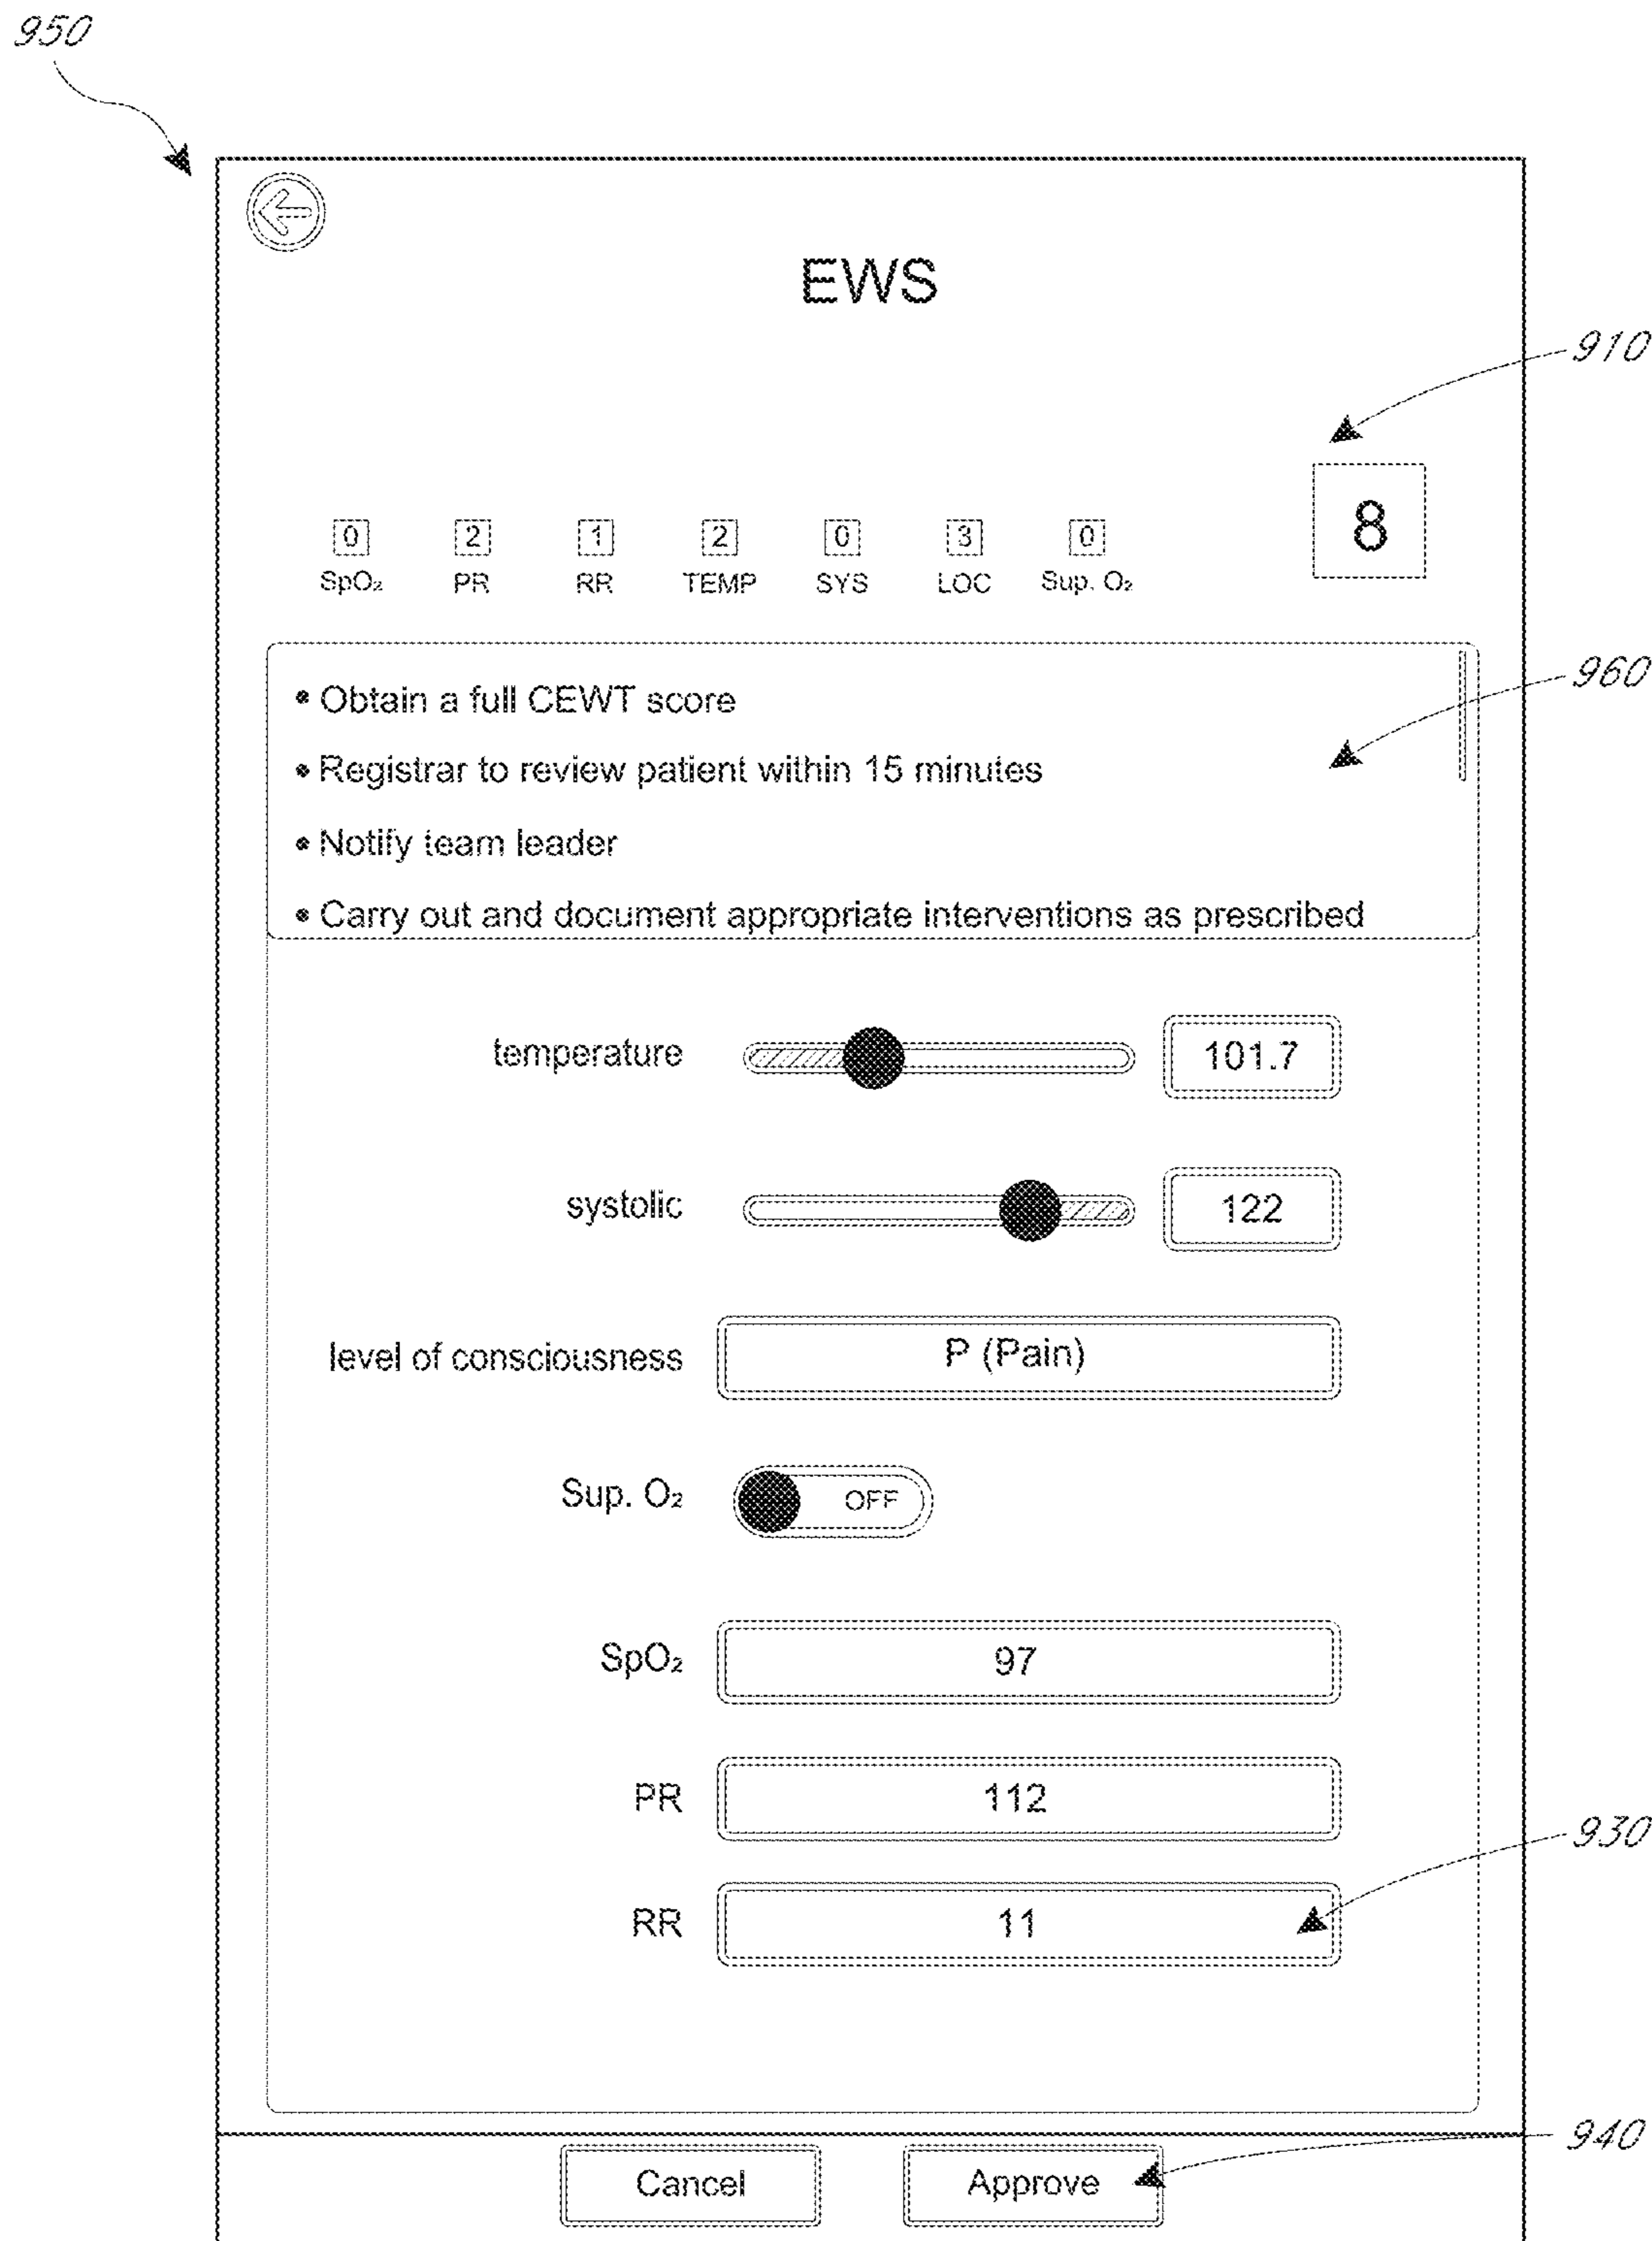 950
EWS
910
8
0 2 1 2 0 3 0
SpO₂ PR RR TEMP SYS LOC Sup. O₂
960
• Obtain a full CEWT score
• Registrar to review patient within 15 minutes
• Notify team leader
• Carry out and document appropriate interventions as prescribed
temperature 101.7
systolic 122
level of consciousness P (Pain)
Sup. O₂ OFF
SpO₂ 97
PR 112
930
RR 11
940
Cancel Approve